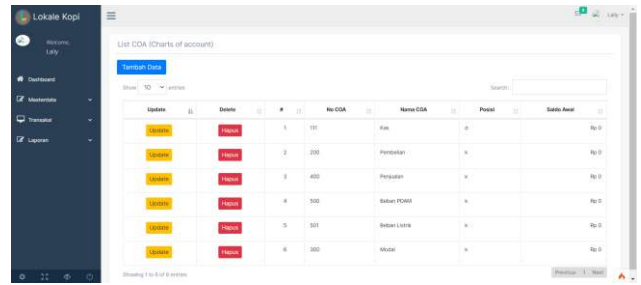 Lokale Kopi
Laily
Welcome,
Laily
List COA (Charts of account)
Tambah Data
Dashboard
Show 10 entries
Search:
Masterdata
Transaksi
Laporan
Update Delete # No COA Nama COA Posisi Saldo Awal
Update Hapus 1 111 Kas d Rp 0
Update Hapus 2 200 Pembelian k Rp 0
Update Hapus 3 400 Penjualan k Rp 0
Update Hapus 4 500 Beban PDAM k Rp 0
Update Hapus 5 501 Beban Listrik k Rp 0
Update Hapus 6 300 Modal k Rp 0
Showing 1 to 6 of 6 entries
Previous 1 Next